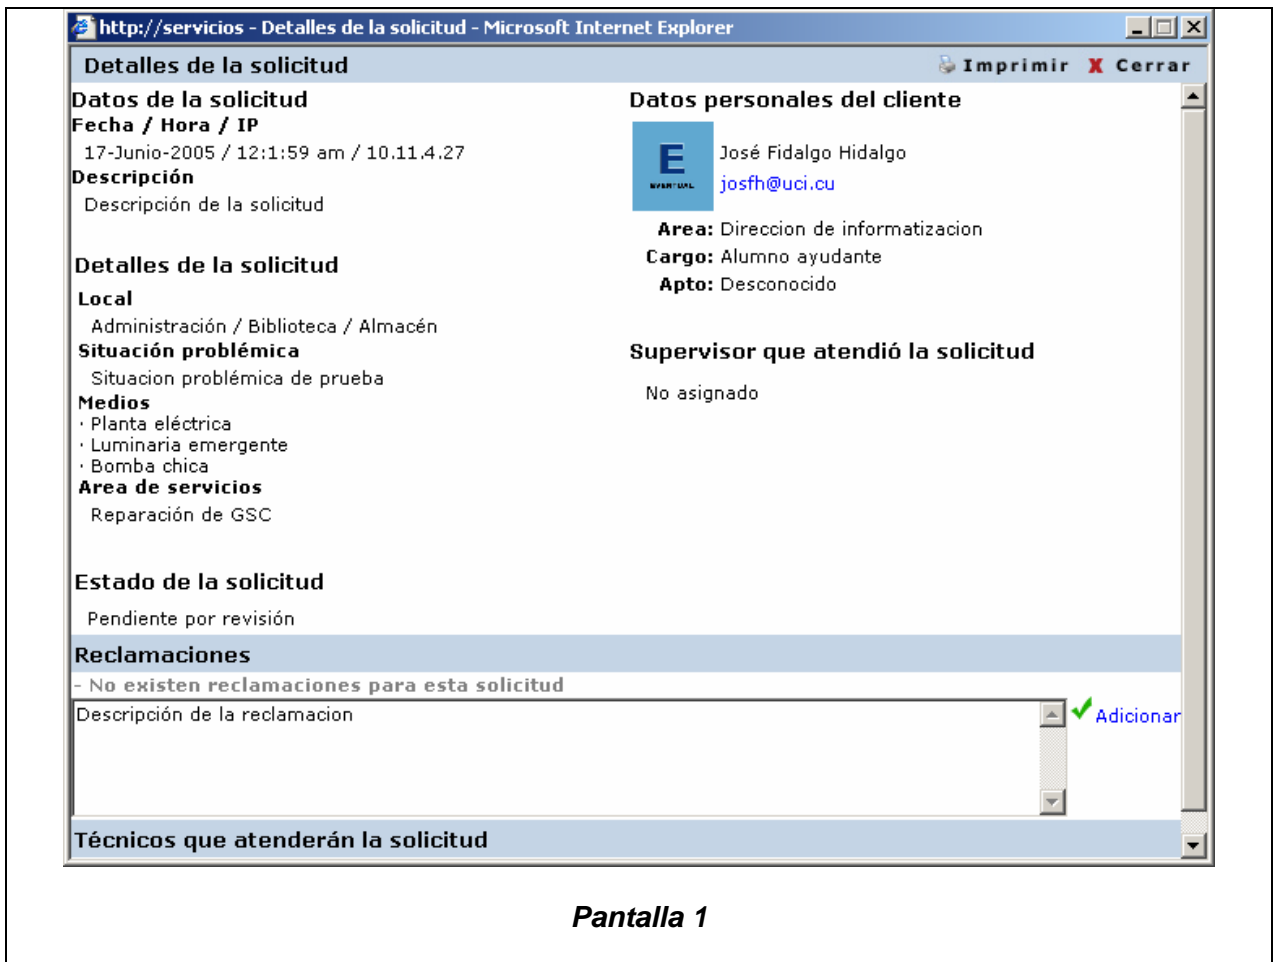 http://servicios - Detalles de la solicitud - Microsoft Internet Explorer
Detalles de la solicitud
Imprimir X Cerrar
Datos de la solicitud
Fecha / Hora / IP
17-Junio-2005 / 12:1:59 am / 10.11.4.27
Descripción
Descripción de la solicitud
Detalles de la solicitud
Local
Administración / Biblioteca / Almacén
Situación problémica
Situacion problémica de prueba
Medios
· Planta eléctrica
· Luminaria emergente
· Bomba chica
Area de servicios
Reparación de GSC
Estado de la solicitud
Pendiente por revisión
Datos personales del cliente
E
EVENTUAL
José Fidalgo Hidalgo
josfh@uci.cu
Area: Direccion de informatizacion
Cargo: Alumno ayudante
Apto: Desconocido
Supervisor que atendió la solicitud
No asignado
Reclamaciones
- No existen reclamaciones para esta solicitud
Descripción de la reclamacion
Adicionar
Técnicos que atenderán la solicitud
Pantalla 1